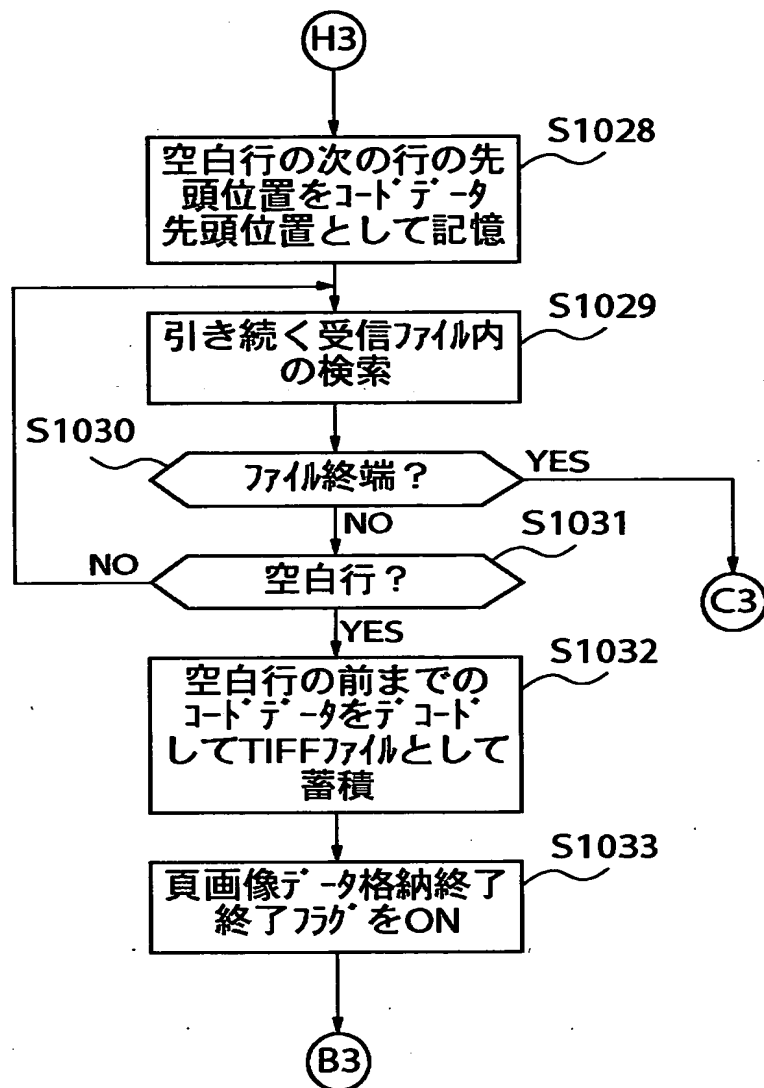 H3
S1028
空白行の次の行の先
頭位置をｺｰﾄﾞﾃﾞｰﾀ
先頭位置として記憶
S1029
引き続く受信ﾌｧｲﾙ内
の検索
S1030
ﾌｧｲﾙ終端？
YES
NO
S1031
NO
空白行？
C3
YES
S1032
空白行の前までの
ｺｰﾄﾞﾃﾞｰﾀをﾃﾞｺｰﾄﾞ
してTIFFﾌｧｲﾙとして
蓄積
S1033
頁画像ﾃﾞｰﾀ格納終了
終了ﾌﾗｸﾞをON
B3